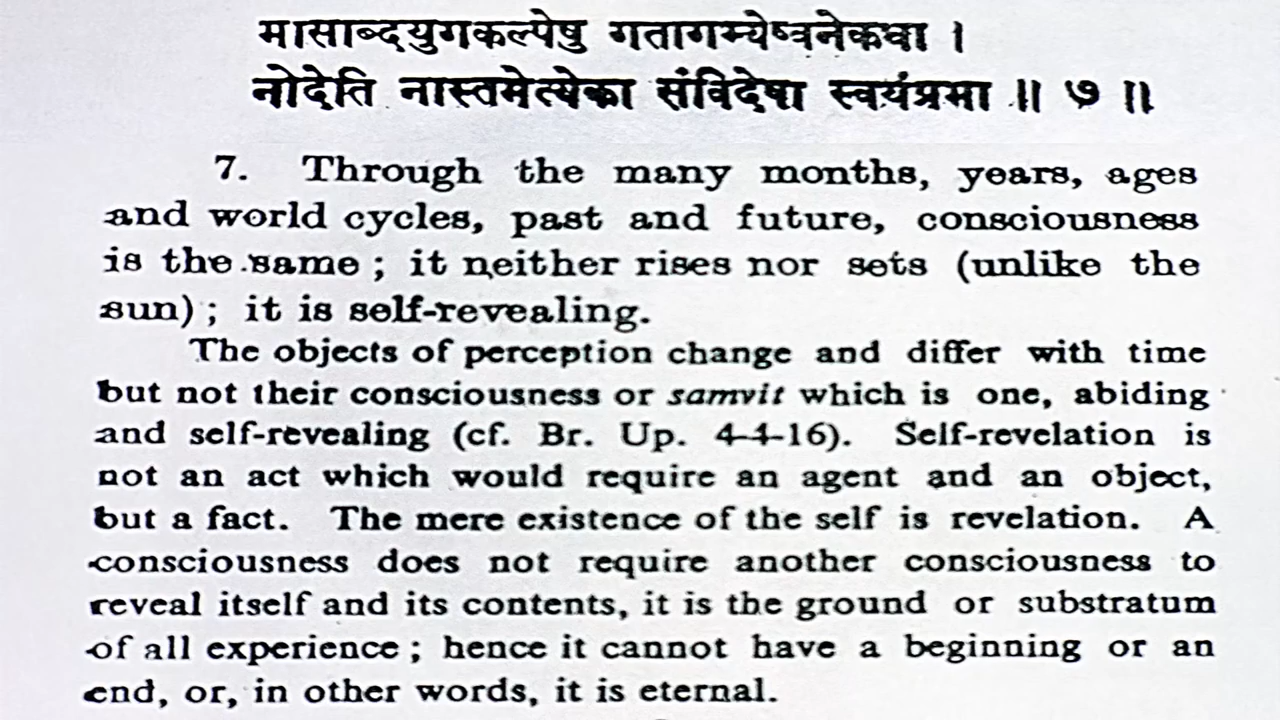 मासाब्दयुगकल्पेषु गतागम्येष्वनेकधा ।
नोदेति नास्तमेत्येका संविदेषा स्वयंप्रभा ॥ ७ ॥
7. Through the many months, years, ages
and world cycles, past and future, consciousness
is the same ; it neither rises nor sets (unlike the
sun) ; it is self-revealing.
The objects of perception change and differ with time
but not their consciousness or samvit which is one, abiding
and self-revealing (cf. Br. Up. 4-4-16). Self-revelation is
not an act which would require an agent and an object,
but a fact. The mere existence of the self is revelation. A
consciousness does not require another consciousness to
reveal itself and its contents, it is the ground or substratum
of all experience ; hence it cannot have a beginning or an
end, or, in other words, it is eternal.